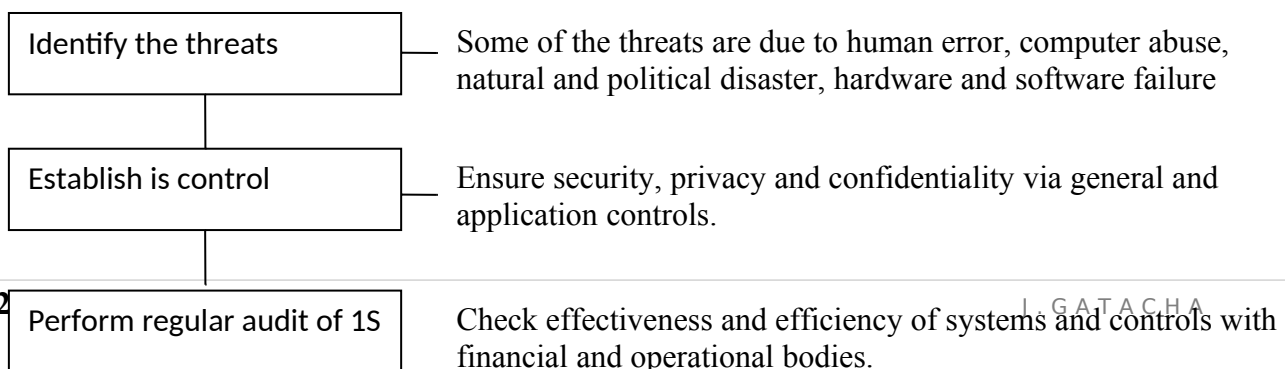 Identify the threats
Some of the threats are due to human error, computer abuse,
natural and political disaster, hardware and software failure
Establish is control
Ensure security, privacy and confidentiality via general and
application controls.
2
J. GATACHA
Perform regular audit of 1S
Check effectiveness and efficiency of systems and controls with
financial and operational bodies.